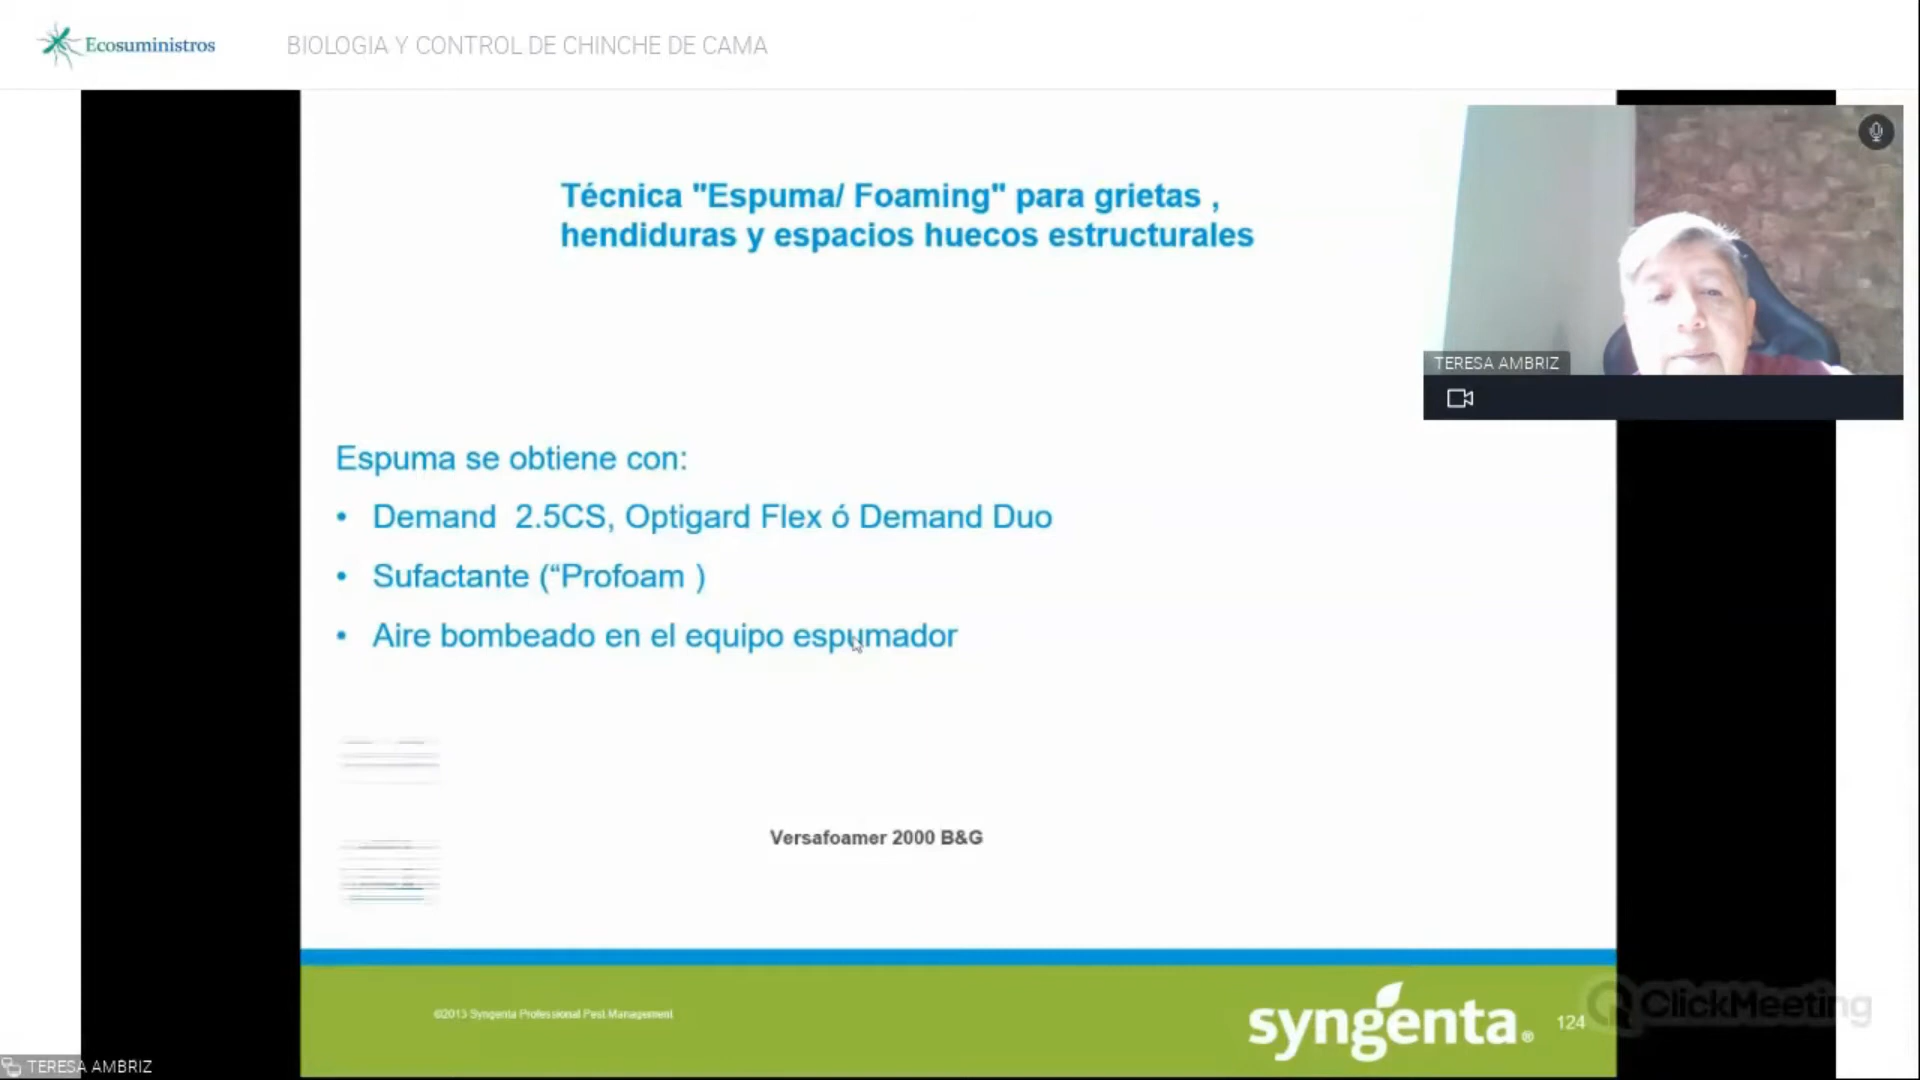 Ecosuministros
BIOLOGIA Y CONTROL DE CHINCHE DE CAMA
Técnica "Espuma/ Foaming" para grietas ,
hendiduras y espacios huecos estructurales
TERESA AMBRIZ
Espuma se obtiene con:
• Demand 2.5CS, Optigard Flex ó Demand Duo
• Sufactante (“Profoam )
• Aire bombeado en el equipo espumador
Versafoamer 2000 B&G
©2013 Syngenta Professional Pest Management
syngenta®
124
ClickMeeting
TERESA AMBRIZ